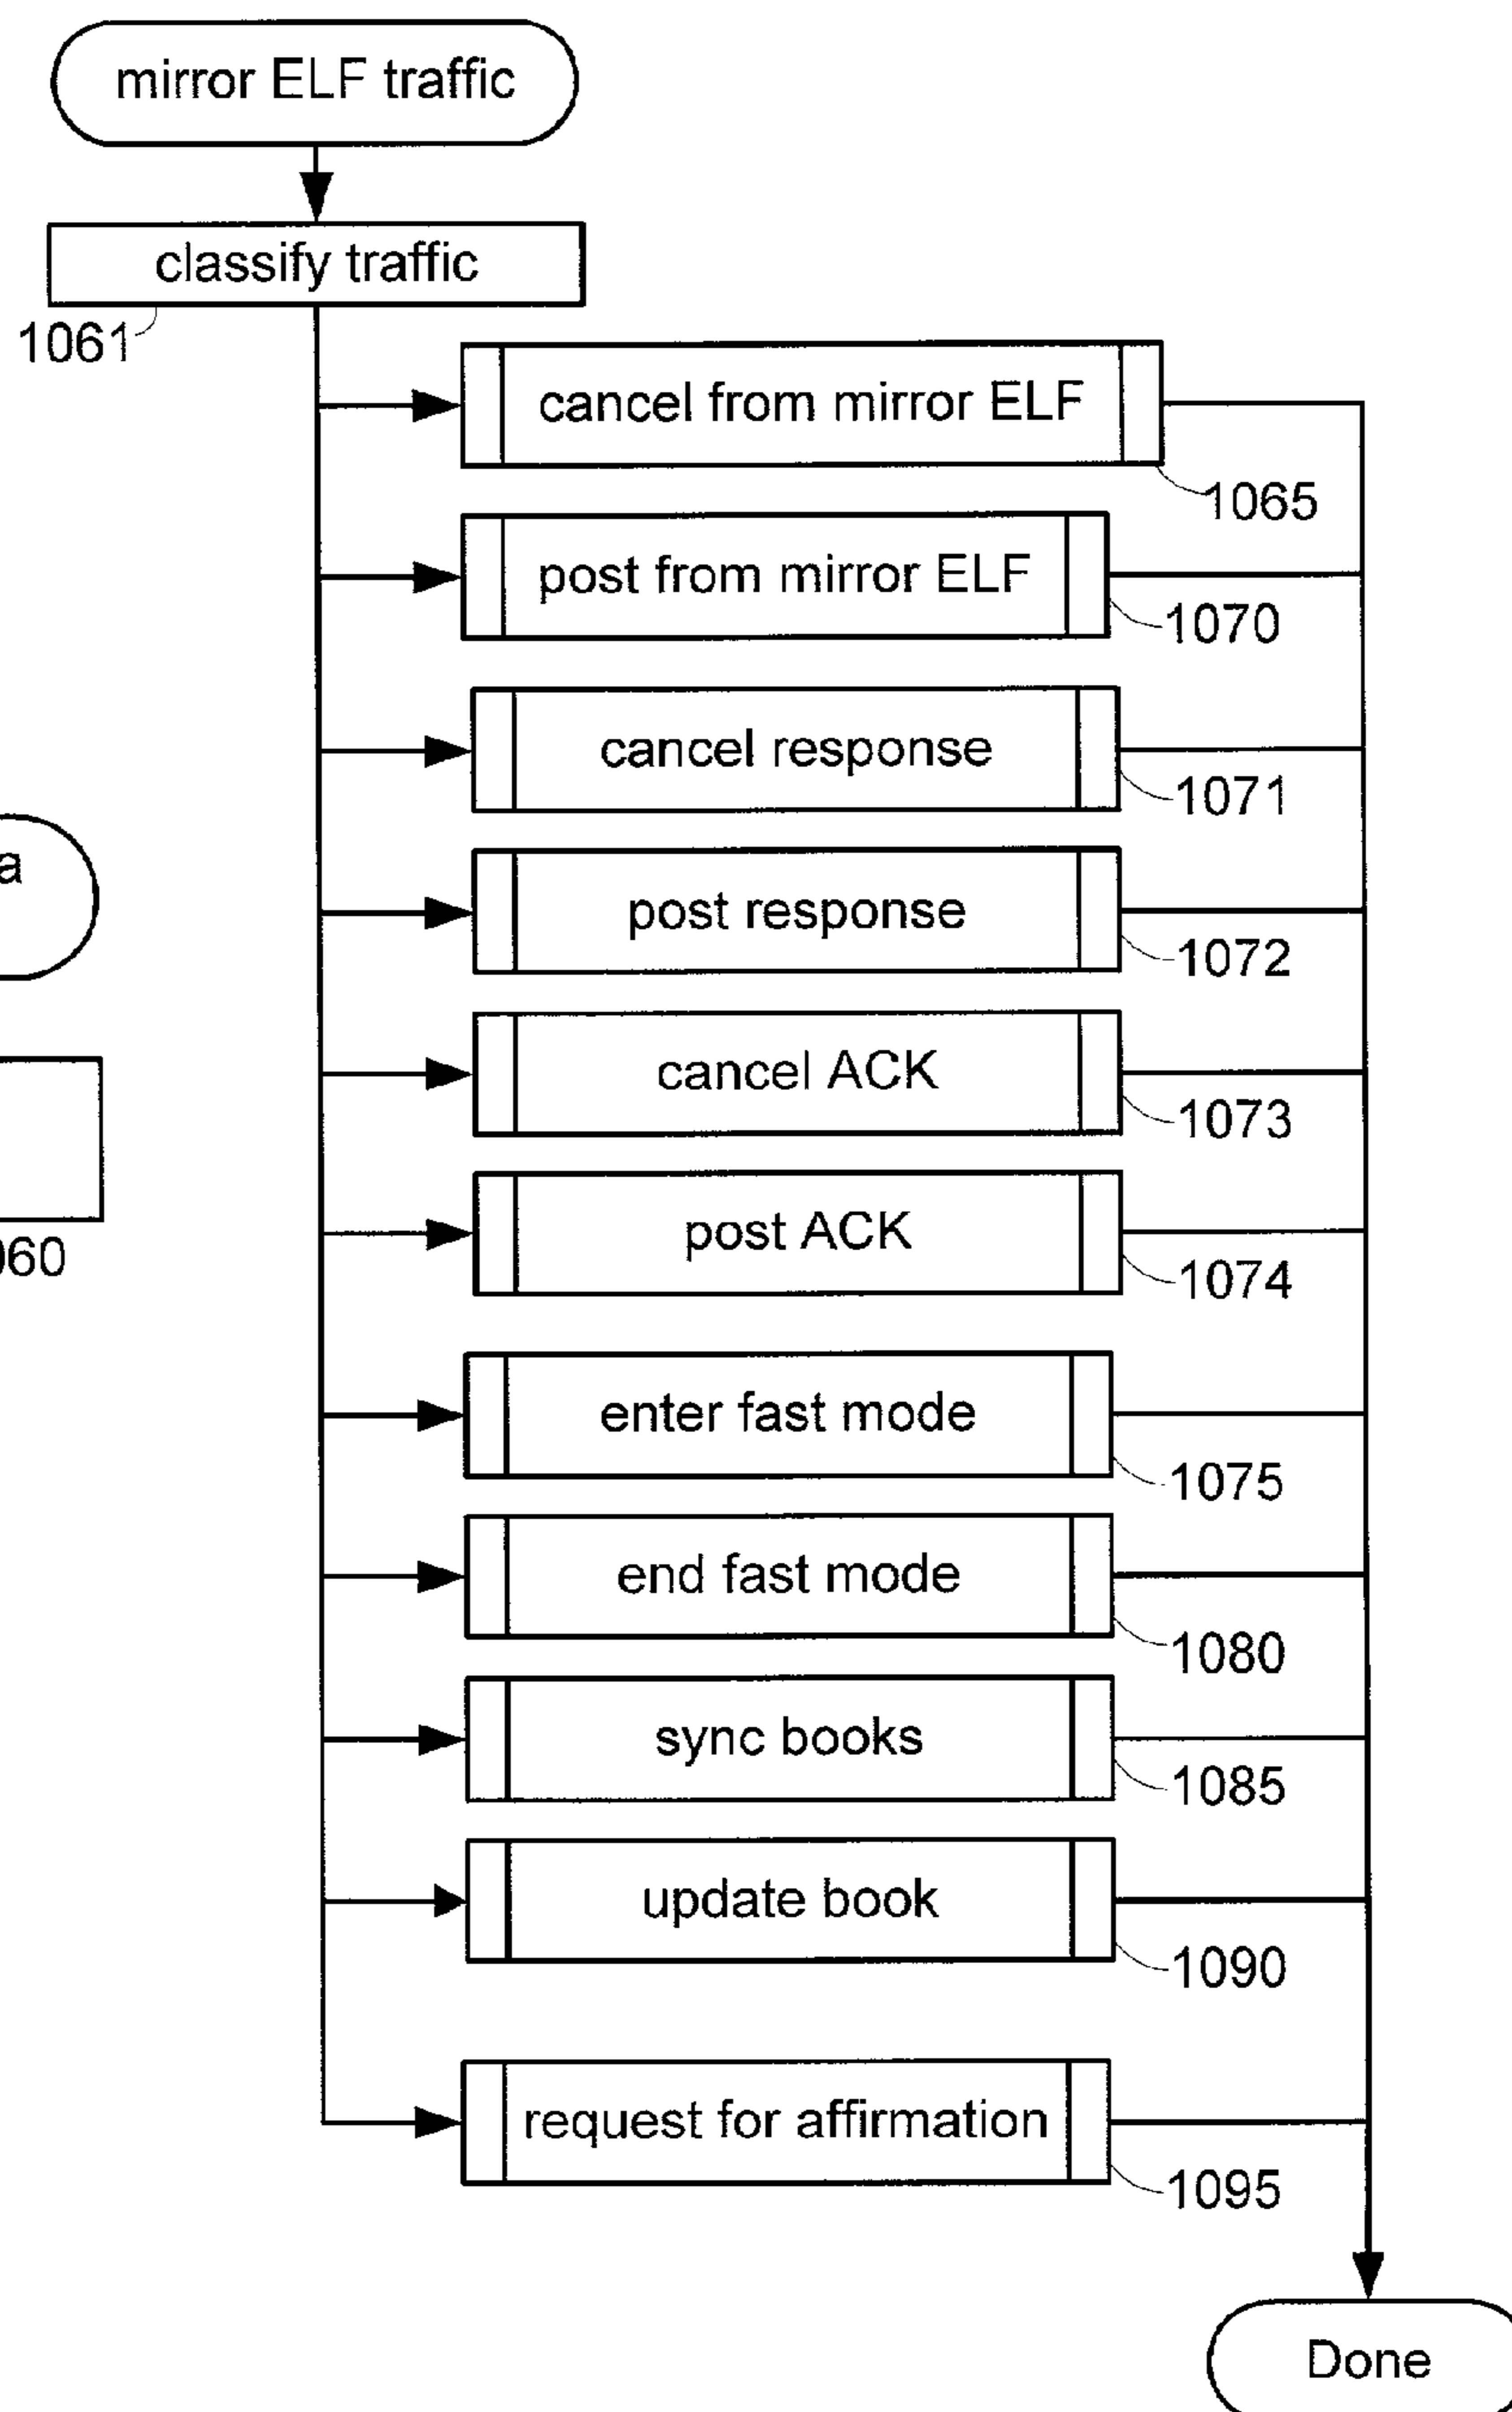 mirror ELF traffic
classify traffic
1061
cancel from mirror ELF
1065
post from mirror ELF
1070
cancel response
1071
a
post response
1072
cancel ACK
1073
post ACK
1074
060
enter fast mode
1075
end fast mode
1080
sync books
1085
update book
1090
request for affirmation
1095
Done